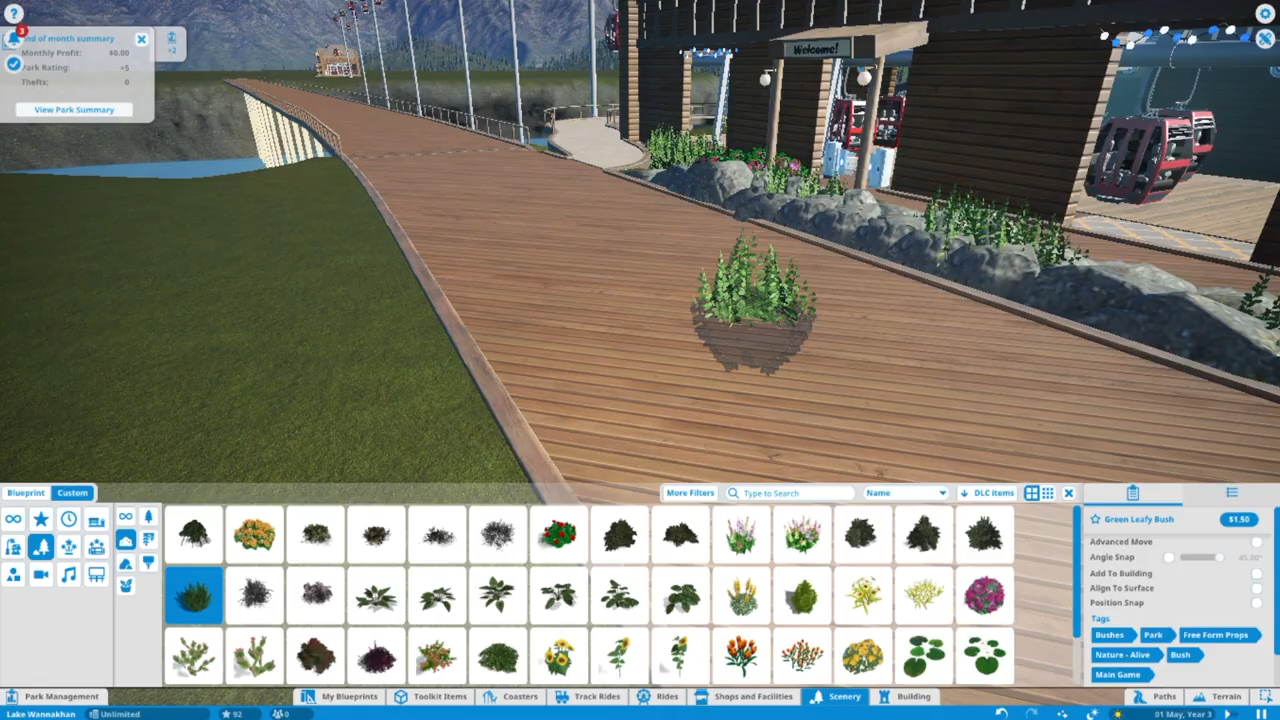 ?
3
End of month summary
+2
Monthly Profit: $0.00
Park Rating: +5
Thefts: 0
View Park Summary
Welcome!
Blueprint Custom
More Filters Type to Search Name DLC Items
Green Leafy Bush $1.50
Advanced Move
Angle Snap 45.00°
Add To Building
Align To Surface
Position Snap
Tags
Bushes Park Free Form Props
Nature - Alive Bush
Main Game
Park Management My Blueprints Toolkit Items Coasters Track Rides Rides Shops and Facilities Scenery Building Paths Terrain
Lake Wannakhan Unlimited 92 0 01 May, Year 3